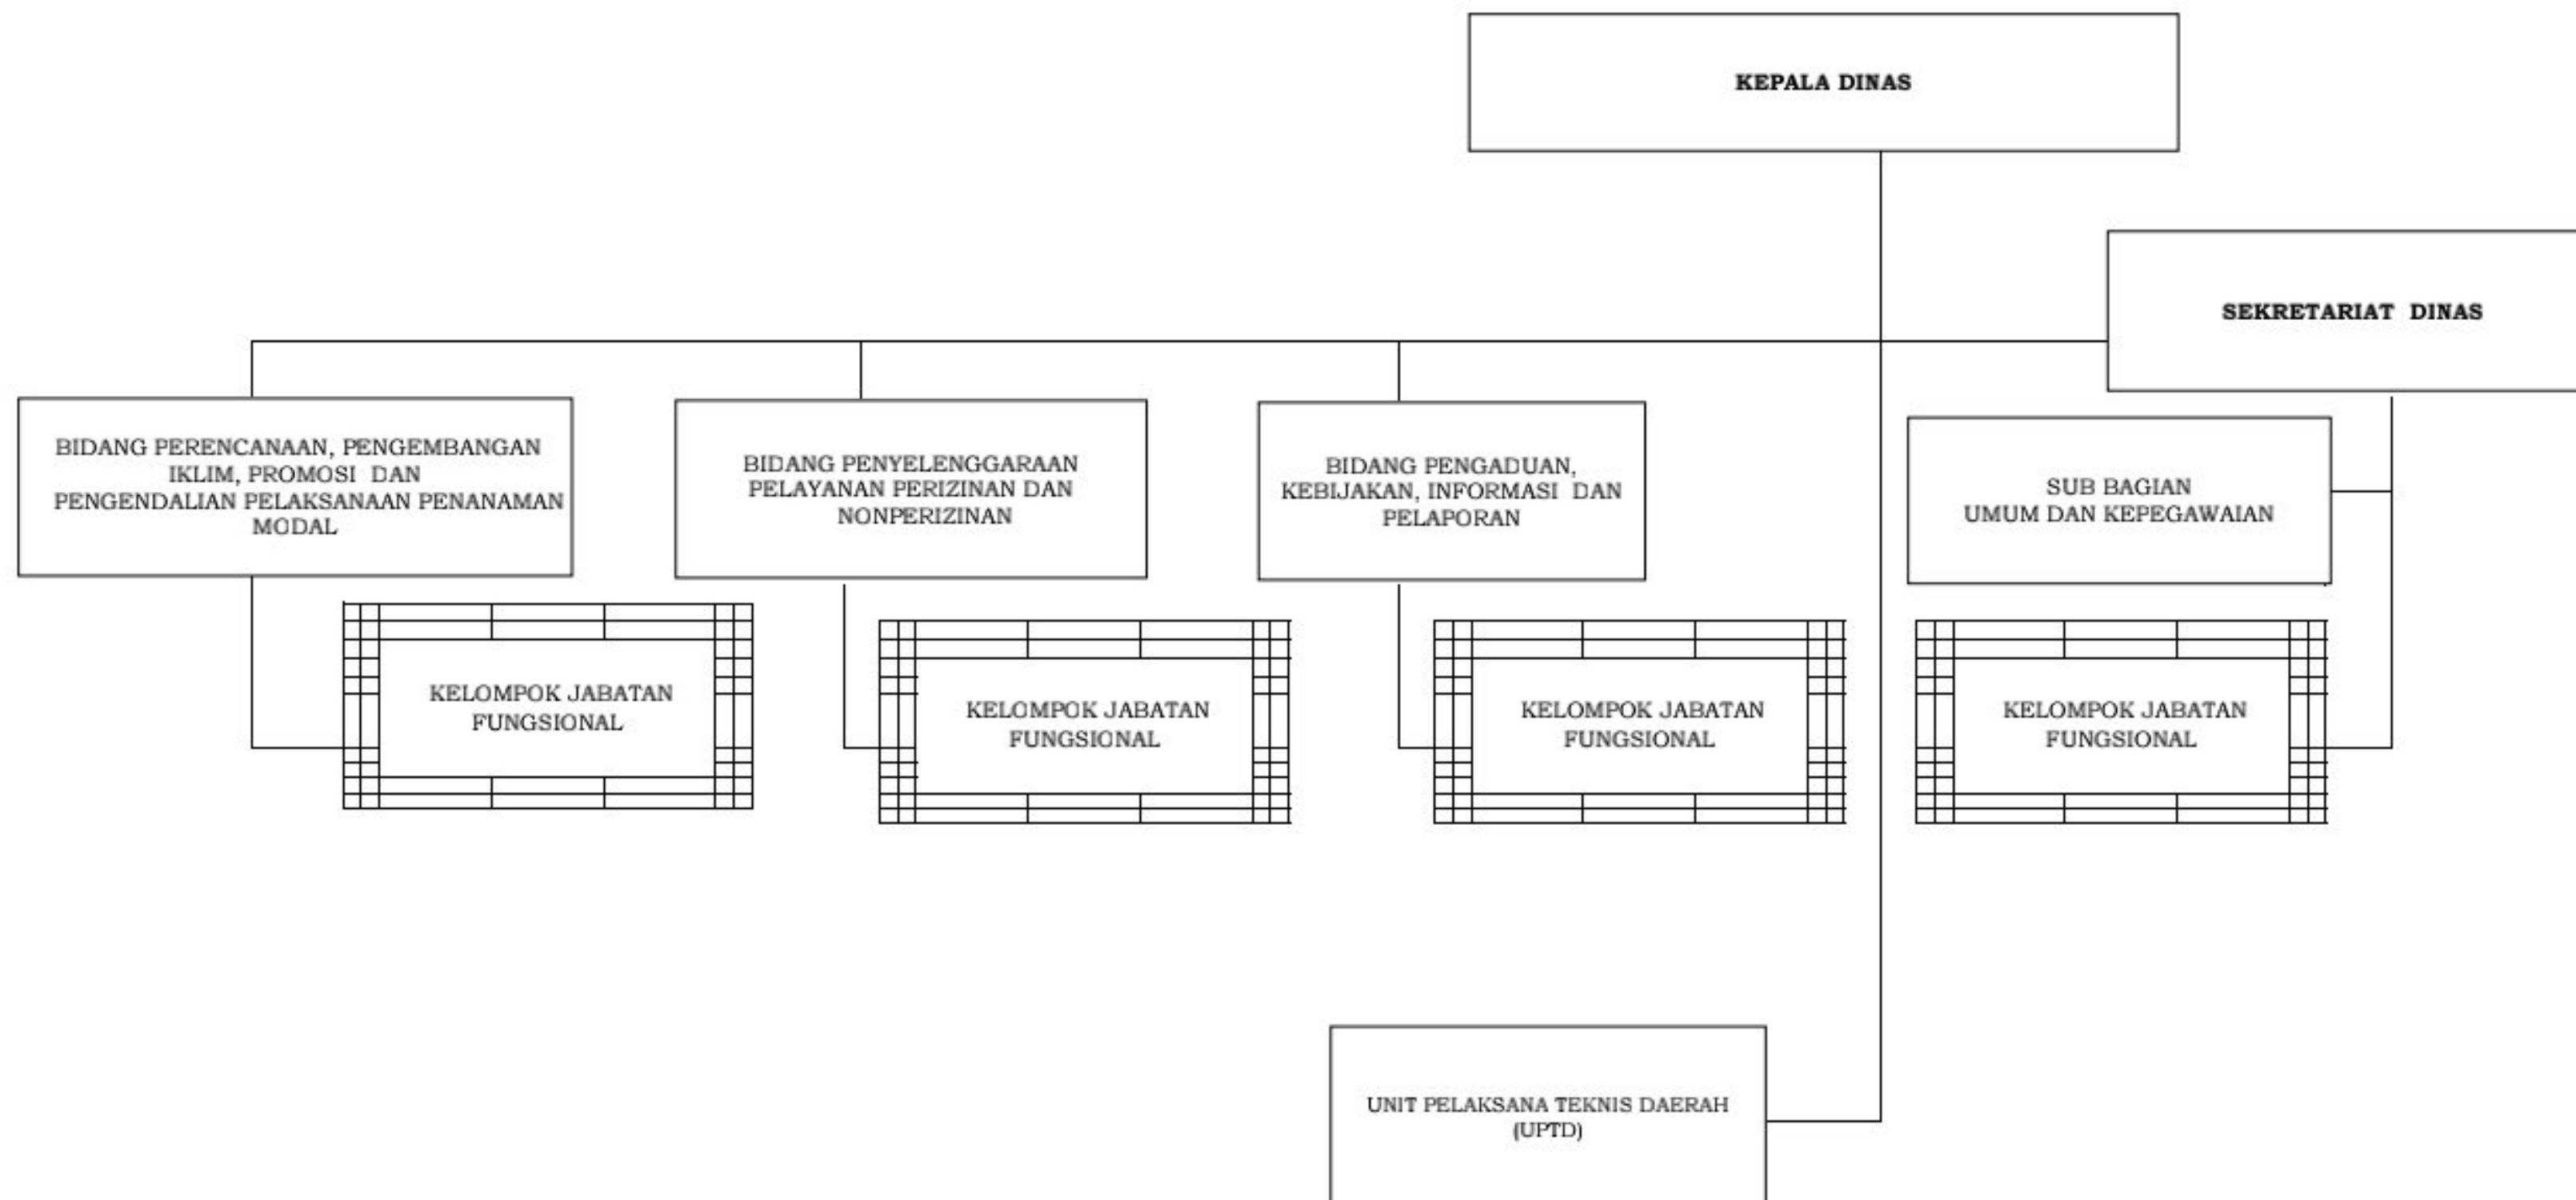 KEPALA DINAS
SEKRETARIAT DINAS
BIDANG PERENCANAAN, PENGEMBANGAN
IKLIM, PROMOSI DAN
PENGENDALIAN PELAKSANAAN PENANAMAN
MODAL
BIDANG PENYELENGGARAAN
PELAYANAN PERIZINAN DAN
NONPERIZINAN
BIDANG PENGADUAN,
KEBIJAKAN, INFORMASI DAN
PELAPORAN
SUB BAGIAN
UMUM DAN KEPEGAWAIAN
KELOMPOK JABATAN
FUNGSIONAL
KELOMPOK JABATAN
FUNGSIONAL
KELOMPOK JABATAN
FUNGSIONAL
KELOMPOK JABATAN
FUNGSIONAL
UNIT PELAKSANA TEKNIS DAERAH
(UPTD)